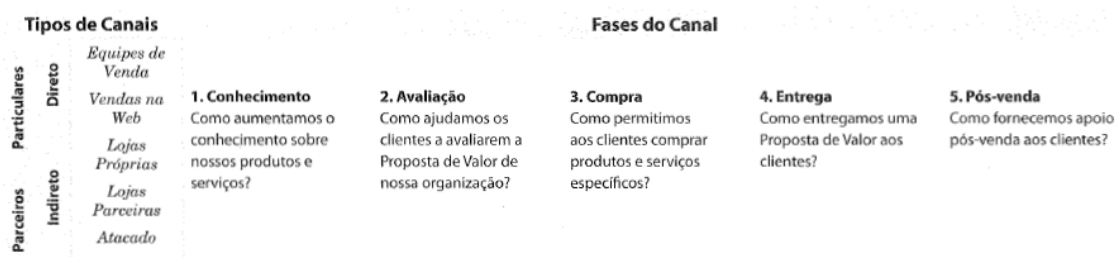 Tipos de Canais
Fases do Canal
Particulares
Parceiros
Direto
Indireto
Equipes de
Venda
Vendas na
Web
Lojas
Próprias
Lojas
Parceiras
Atacado
1. Conhecimento
Como aumentamos o
conhecimento sobre
nossos produtos e
serviços?
2. Avaliação
Como ajudamos os
clientes a avaliarem a
Proposta de Valor de
nossa organização?
3. Compra
Como permitimos
aos clientes comprar
produtos e serviços
específicos?
4. Entrega
Como entregamos uma
Proposta de Valor aos
clientes?
5. Pós-venda
Como fornecemos apoio
pós-venda aos clientes?